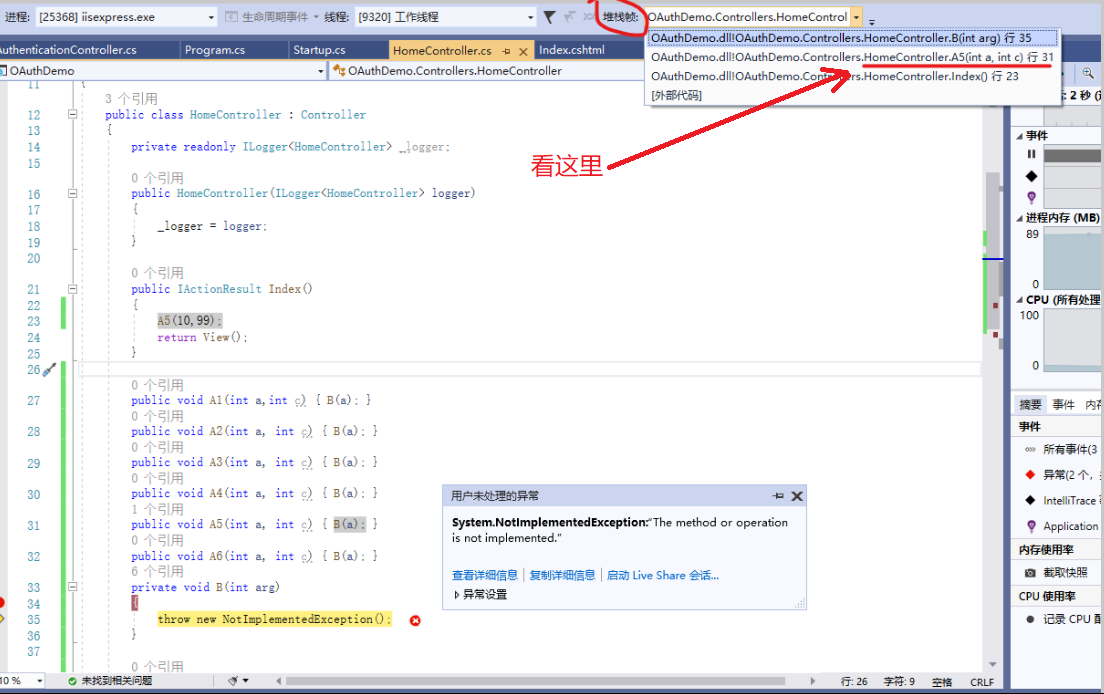 进程: [25368] iisexpress.exe 生命周期事件 线程: [9320] 工作线程 堆栈帧: OAuthDemo.Controllers.HomeControl
OAuthDemo.dll!OAuthDemo.Controllers.HomeController.B(int arg) 行 35
OAuthDemo.dll!OAuthDemo.Controllers.HomeController.A5(int a, int c) 行 31
OAuthDemo.dll!OAuthDemo.Controllers.HomeController.Index() 行 23
[外部代码]
uthenticationController.cs Program.cs Startup.cs HomeController.cs Index.cshtml
OAuthDemo OAuthDemo.Controllers.HomeController
看这里
11 {
3 个引用
12 public class HomeController : Controller
13 {
14 private readonly ILogger<HomeController> _logger;
15
0 个引用
16 public HomeController(ILogger<HomeController> logger)
17 {
18 _logger = logger;
19 }
20
0 个引用
21 public IActionResult Index()
22 {
23 A5(10,99);
24 return View();
25 }
26
0 个引用
27 public void A1(int a,int c) { B(a); }
0 个引用
28 public void A2(int a, int c) { B(a); }
0 个引用
29 public void A3(int a, int c) { B(a); }
0 个引用
30 public void A4(int a, int c) { B(a); }
1 个引用
31 public void A5(int a, int c) { B(a); }
0 个引用
32 public void A6(int a, int c) { B(a); }
6 个引用
33 private void B(int arg)
34 {
35 throw new NotImplementedException();
36 }
37
0 个引用
用户未处理的异常
System.NotImplementedException:“The method or operation
is not implemented.”
查看详细信息 复制详细信息 启动 Live Share 会话...
异常设置
: 2 秒
事件
进程内存 (MB)
89
0
CPU (所有处理
100
0
摘要 事件
事件
所有事件(3
异常(2 个,
IntelliTrace
Application
内存使用率
截取快照
CPU 使用率
记录 CPU
10 % 未找到相关问题 行: 26 字符: 9 空格 CRLF